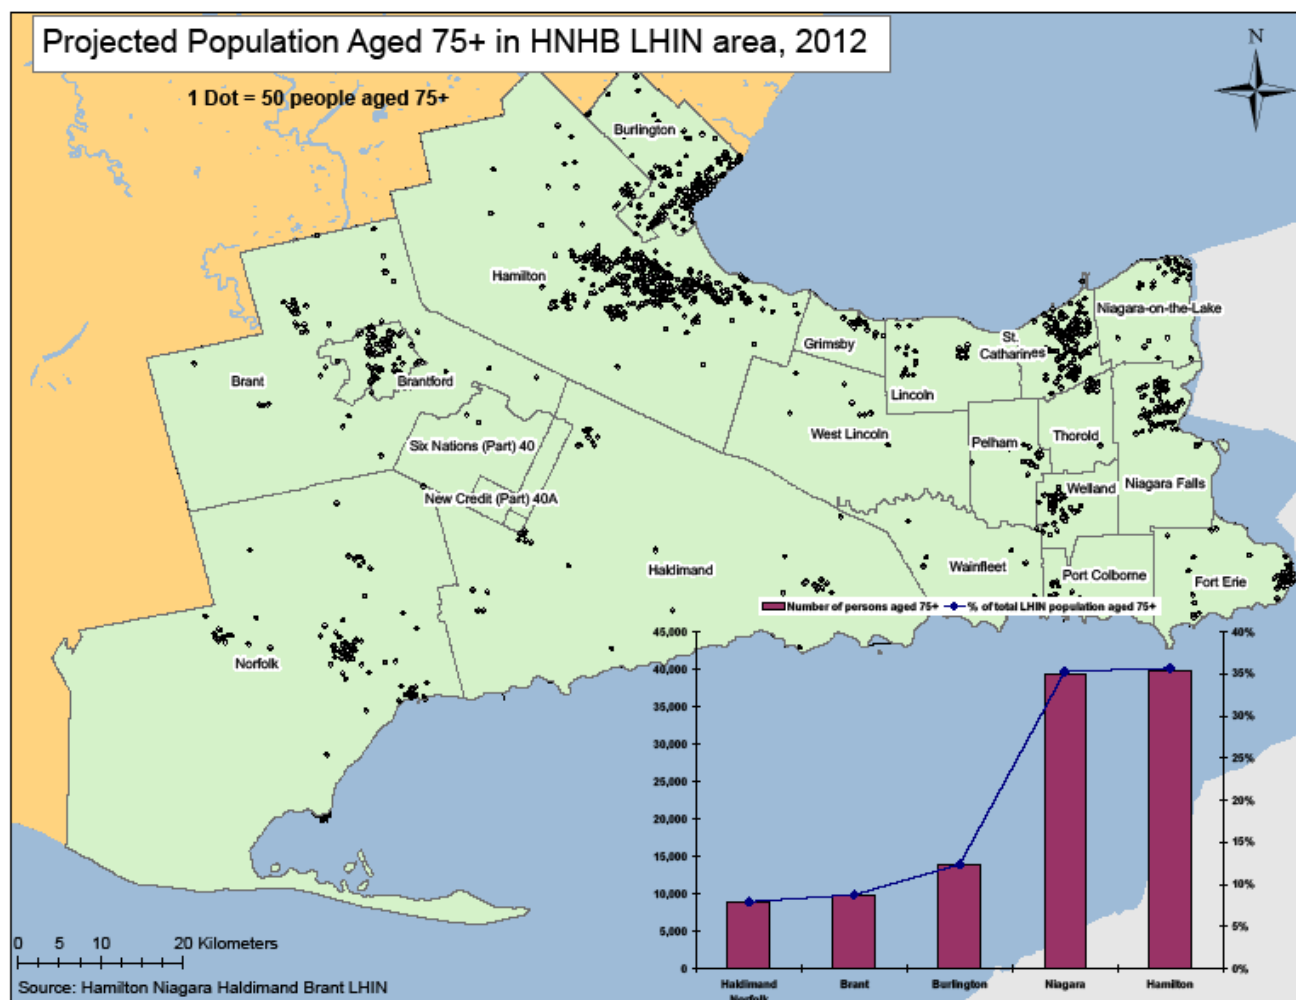 Projected Population Aged 75+ in HNHB LHIN area, 2012
N
1 Dot = 50 people aged 75+
Burlington
Hamilton
Niagara-on-the-Lake
Grimsby
St.
Catharines
Brant
Brantford
Lincoln
West Lincoln
Pelham
Thorold
Six Nations (Part) 40
Niagara Falls
Welland
New Credit (Part) 40A
Haldimand
Wainfleet
Port Colborne
Fort Erie
Norfolk
Number of persons aged 75+
% of total LHIN population aged 75+
45,000
40,000
35,000
30,000
25,000
20,000
15,000
10,000
5,000
0
40%
35%
30%
25%
20%
15%
10%
5%
0%
Haldimand
Norfolk
Brant
Burlington
Niagara
Hamilton
0 5 10 20 Kilometers
Source: Hamilton Niagara Haldimand Brant LHIN